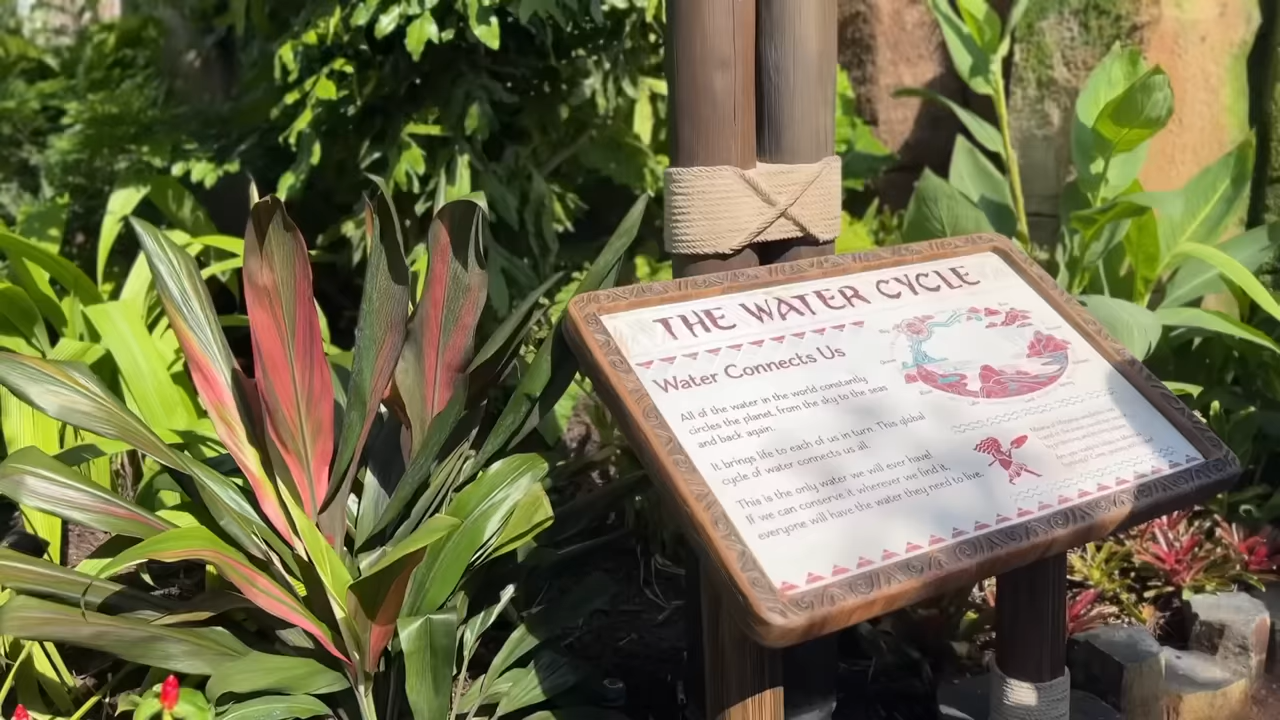 THE WATER CYCLE
Water Connects Us
All of the water in the world constantly
circles the planet, from the sky to the seas
and back again.
It brings life to each of us in turn. This global
cycle of water connects us all.
This is the only water we will ever have!
If we can conserve it wherever we find it,
everyone will have the water they need to live.